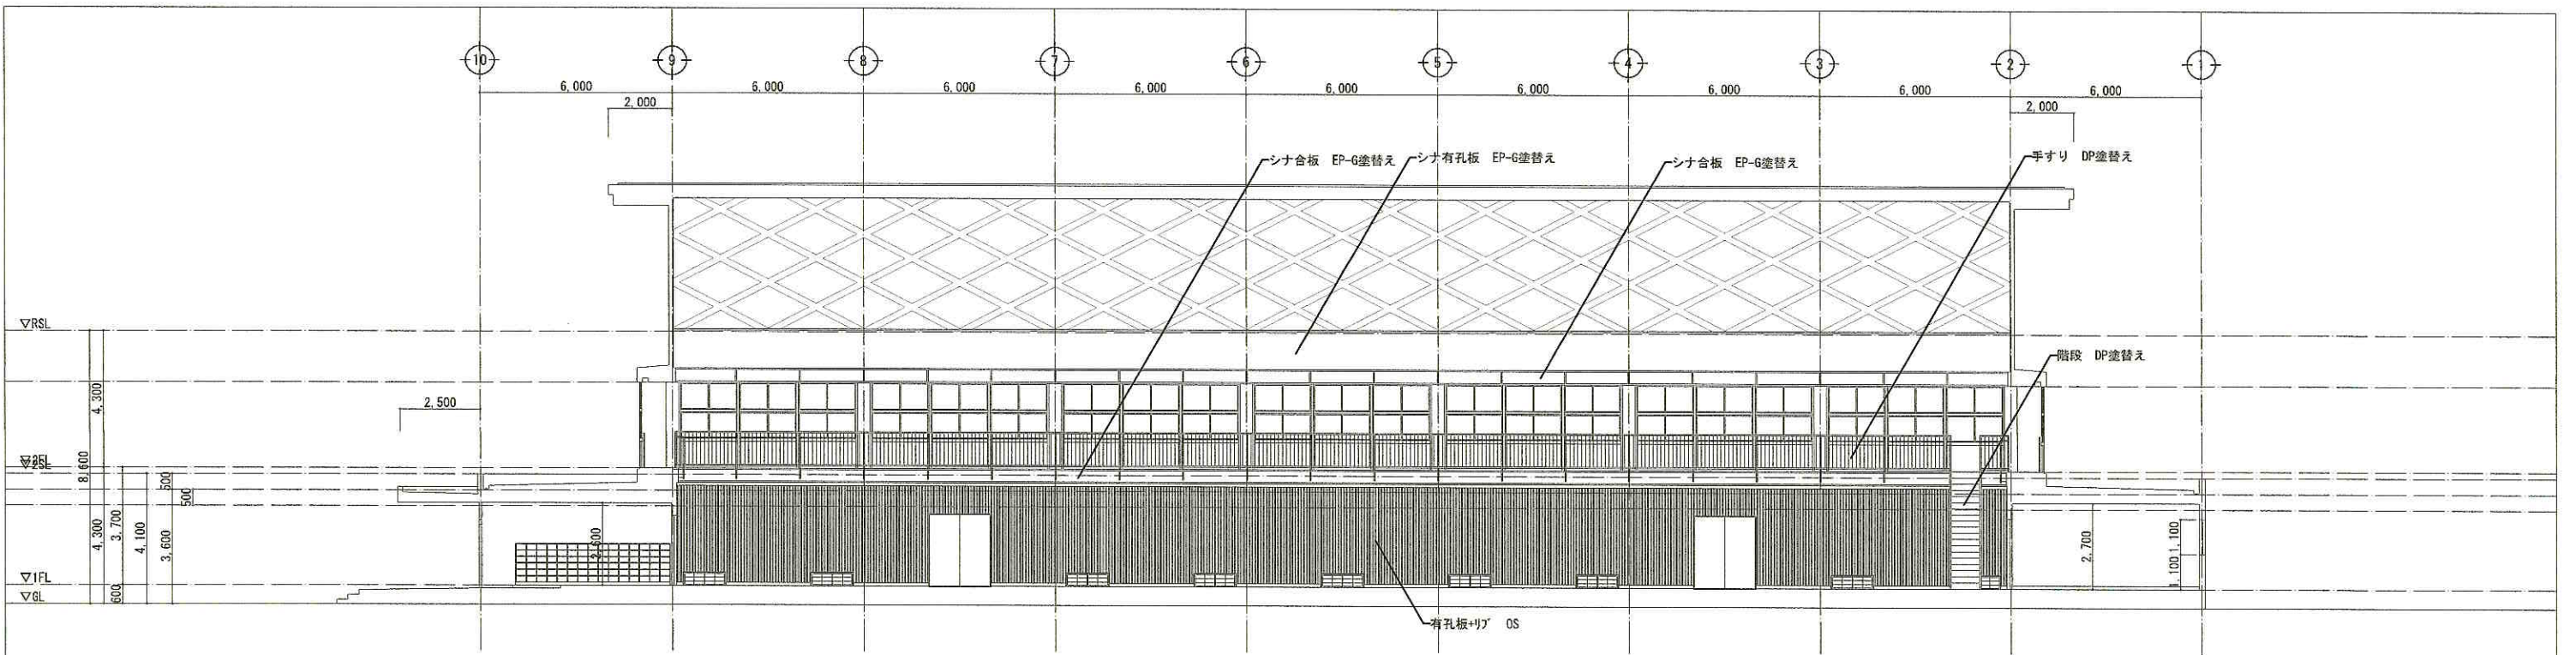 10 9 8 7 6 5 4 3 2 1
6,000 6,000 6,000 6,000 6,000 6,000 6,000 6,000 6,000
2,000 2,000
シナ合板 EP-G塗替え
シナ有孔板 EP-G塗替え
シナ合板 EP-G塗替え
手すり DP塗替え
▽RSL
階段 DP塗替え
4,300
2,500
8,600
600
500
4,300
3,700
4,100
3,600
2,600
2,700
1,100
1,100
▽1FL
600
▽GL
有孔板+リブ OS